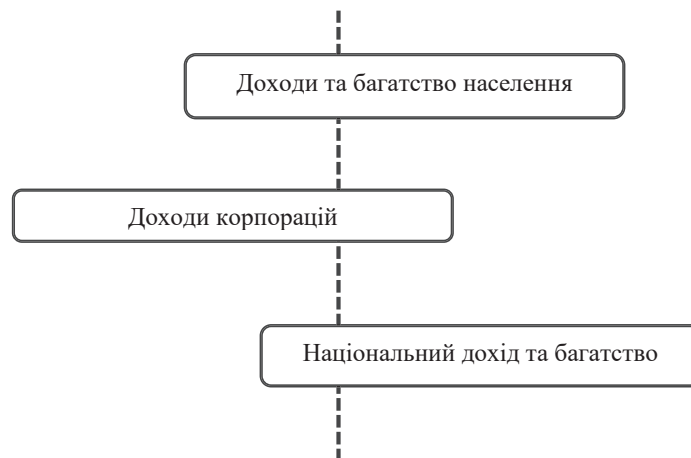 Доходи та багатство населення
Доходи корпорацій
Національний дохід та багатство